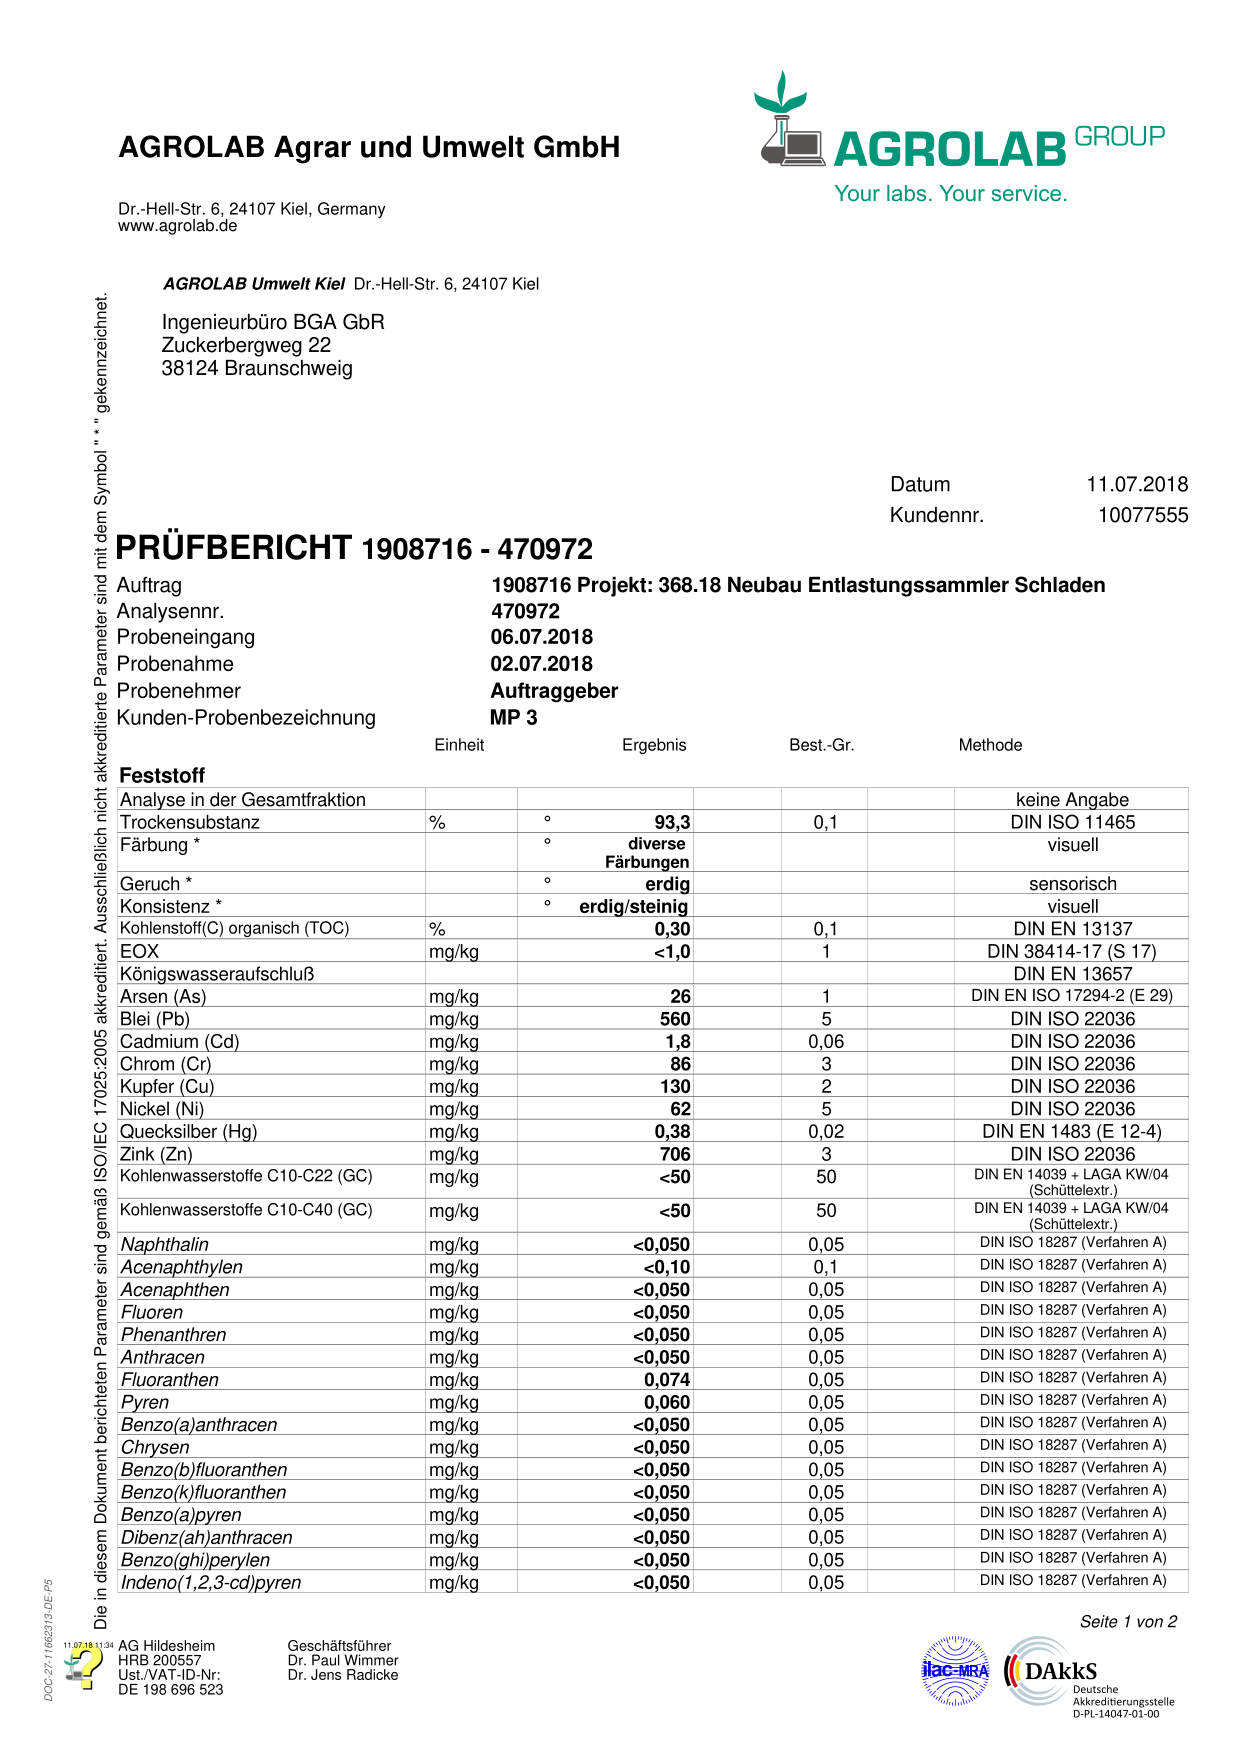 AGROLAB GROUP
Your labs. Your service.
AGROLAB Agrar und Umwelt GmbH
Dr.-Hell-Str. 6, 24107 Kiel, Germany
www.agrolab.de
AGROLAB Umwelt Kiel Dr.-Hell-Str. 6, 24107 Kiel
Ingenieurbüro BGA GbR
Zuckerbergweg 22
38124 Braunschweig
Datum 11.07.2018
Kundennr. 10077555
PRÜFBERICHT 1908716 - 470972
Auftrag 1908716 Projekt: 368.18 Neubau Entlastungssammler Schladen
Analysennr. 470972
Probeneingang 06.07.2018
Probenahme 02.07.2018
Probenehmer Auftraggeber
Kunden-Probenbezeichnung MP 3
Einheit Ergebnis Best.-Gr. Methode
Feststoff
Analyse in der Gesamtfraktion keine Angabe
Trockensubstanz % ° 93,3 0,1 DIN ISO 11465
Färbung * ° diverse visuell
Färbungen
Geruch * ° erdig sensorisch
Konsistenz * ° erdig/steinig visuell
Kohlenstoff(C) organisch (TOC) % 0,30 0,1 DIN EN 13137
EOX mg/kg <1,0 1 DIN 38414-17 (S 17)
Königswasseraufschluß DIN EN 13657
Arsen (As) mg/kg 26 1 DIN EN ISO 17294-2 (E 29)
Blei (Pb) mg/kg 560 5 DIN ISO 22036
Cadmium (Cd) mg/kg 1,8 0,06 DIN ISO 22036
Chrom (Cr) mg/kg 86 3 DIN ISO 22036
Kupfer (Cu) mg/kg 130 2 DIN ISO 22036
Nickel (Ni) mg/kg 62 5 DIN ISO 22036
Quecksilber (Hg) mg/kg 0,38 0,02 DIN EN 1483 (E 12-4)
Zink (Zn) mg/kg 706 3 DIN ISO 22036
Kohlenwasserstoffe C10-C22 (GC) mg/kg <50 50 DIN EN 14039 + LAGA KW/04
(Schüttelextr.)
Kohlenwasserstoffe C10-C40 (GC) mg/kg <50 50 DIN EN 14039 + LAGA KW/04
(Schüttelextr.)
Naphthalin mg/kg <0,050 0,05 DIN ISO 18287 (Verfahren A)
Acenaphthylen mg/kg <0,10 0,1 DIN ISO 18287 (Verfahren A)
Acenaphthen mg/kg <0,050 0,05 DIN ISO 18287 (Verfahren A)
Fluoren mg/kg <0,050 0,05 DIN ISO 18287 (Verfahren A)
Phenanthren mg/kg <0,050 0,05 DIN ISO 18287 (Verfahren A)
Anthracen mg/kg <0,050 0,05 DIN ISO 18287 (Verfahren A)
Fluoranthen mg/kg 0,074 0,05 DIN ISO 18287 (Verfahren A)
Pyren mg/kg 0,060 0,05 DIN ISO 18287 (Verfahren A)
Benzo(a)anthracen mg/kg <0,050 0,05 DIN ISO 18287 (Verfahren A)
Chrysen mg/kg <0,050 0,05 DIN ISO 18287 (Verfahren A)
Benzo(b)fluoranthen mg/kg <0,050 0,05 DIN ISO 18287 (Verfahren A)
Benzo(k)fluoranthen mg/kg <0,050 0,05 DIN ISO 18287 (Verfahren A)
Benzo(a)pyren mg/kg <0,050 0,05 DIN ISO 18287 (Verfahren A)
Dibenz(ah)anthracen mg/kg <0,050 0,05 DIN ISO 18287 (Verfahren A)
Benzo(ghi)perylen mg/kg <0,050 0,05 DIN ISO 18287 (Verfahren A)
Indeno(1,2,3-cd)pyren mg/kg <0,050 0,05 DIN ISO 18287 (Verfahren A)
Die in diesem Dokument berichteten Parameter sind gemäß ISO/IEC 17025:2005 akkreditiert. Ausschließlich nicht akkreditierte Parameter sind mit dem Symbol " * " gekennzeichnet.
DOC-27-11662313-DE-P5
Seite 1 von 2
11.07.18 11:34
AG Hildesheim
HRB 200557
Ust./VAT-ID-Nr:
DE 198 696 523
Geschäftsführer
Dr. Paul Wimmer
Dr. Jens Radicke
ilac-MRA
DAkkS
Deutsche
Akkreditierungsstelle
D-PL-14047-01-00